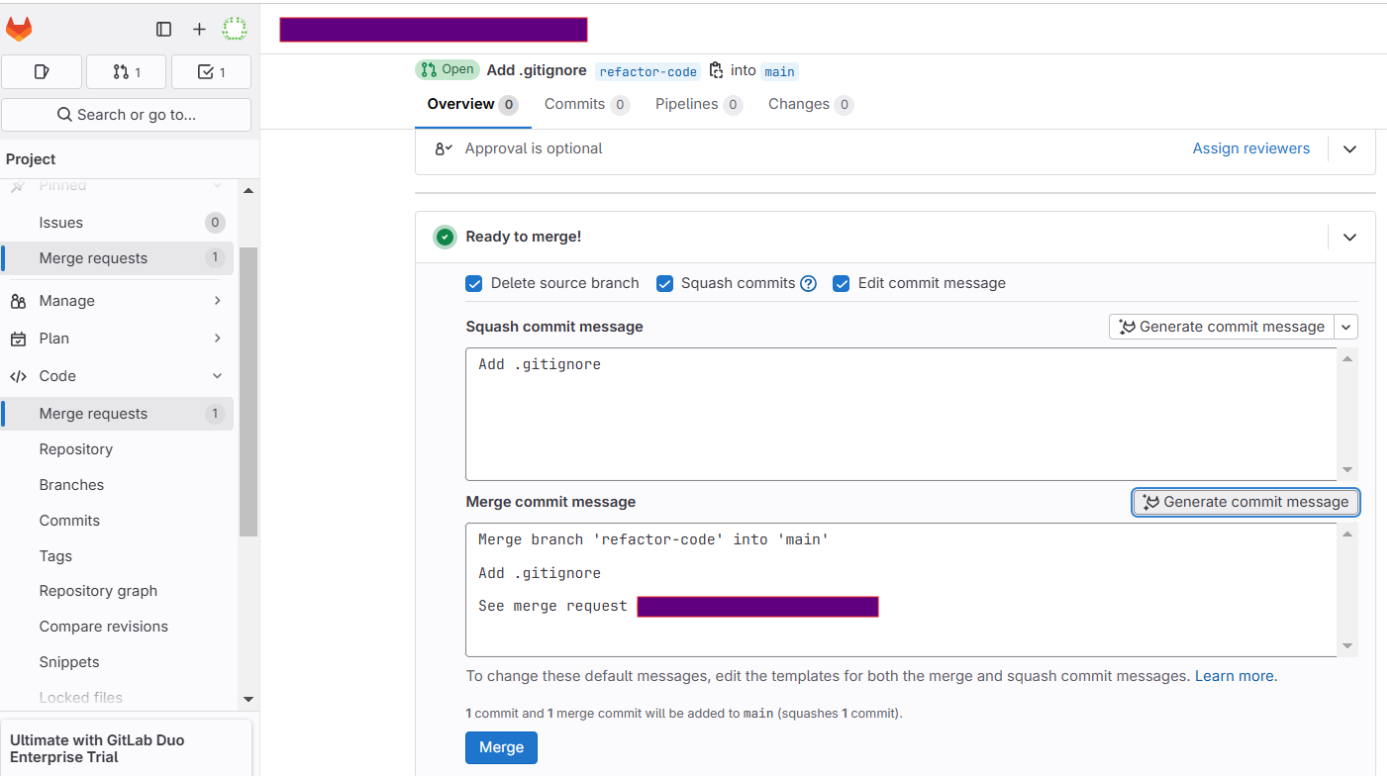 1
1
Search or go to...
Project
Pinned
Issues 0
Merge requests 1
Manage
Plan
Code
Merge requests 1
Repository
Branches
Commits
Tags
Repository graph
Compare revisions
Snippets
Locked files
Ultimate with GitLab Duo
Enterprise Trial
Open Add .gitignore refactor-code into main
Overview 0 Commits 0 Pipelines 0 Changes 0
Approval is optional Assign reviewers
Ready to merge!
Delete source branch Squash commits ? Edit commit message
Squash commit message Generate commit message
Add .gitignore
Merge commit message Generate commit message
Merge branch 'refactor-code' into 'main'
Add .gitignore
See merge request
To change these default messages, edit the templates for both the merge and squash commit messages. Learn more.
1 commit and 1 merge commit will be added to main (squashes 1 commit).
Merge